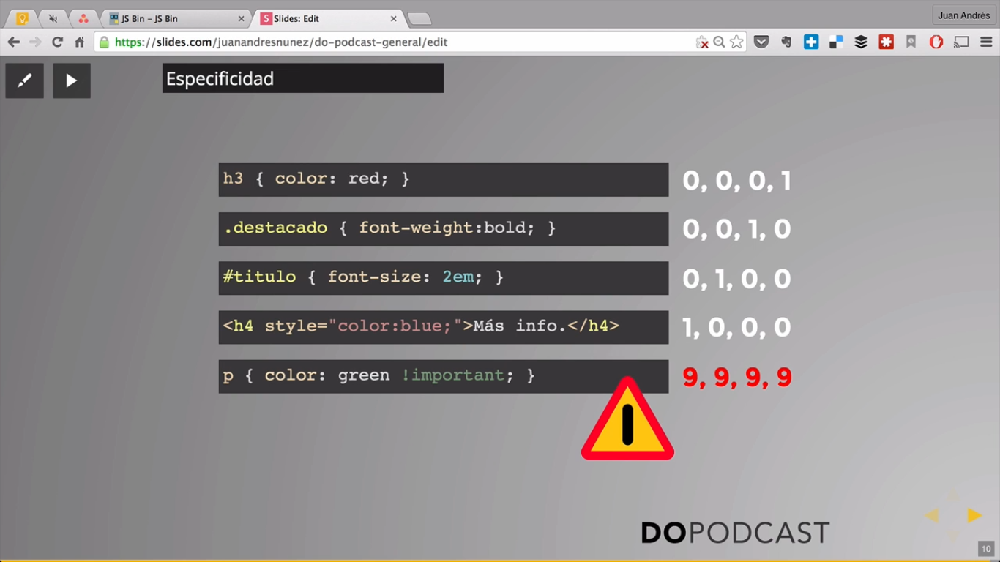 JS Bin – JS Bin
Slides: Edit
Juan Andrés
https://slides.com/juanandresnunez/do-podcast-general/edit
Especificidad
h3 { color: red; }
0, 0, 0, 1
.destacado { font-weight:bold; }
0, 0, 1, 0
#titulo { font-size: 2em; }
0, 1, 0, 0
<h4 style="color:blue;">Más info.</h4>
1, 0, 0, 0
p { color: green !important; }
9, 9, 9, 9
DOPODCAST
10